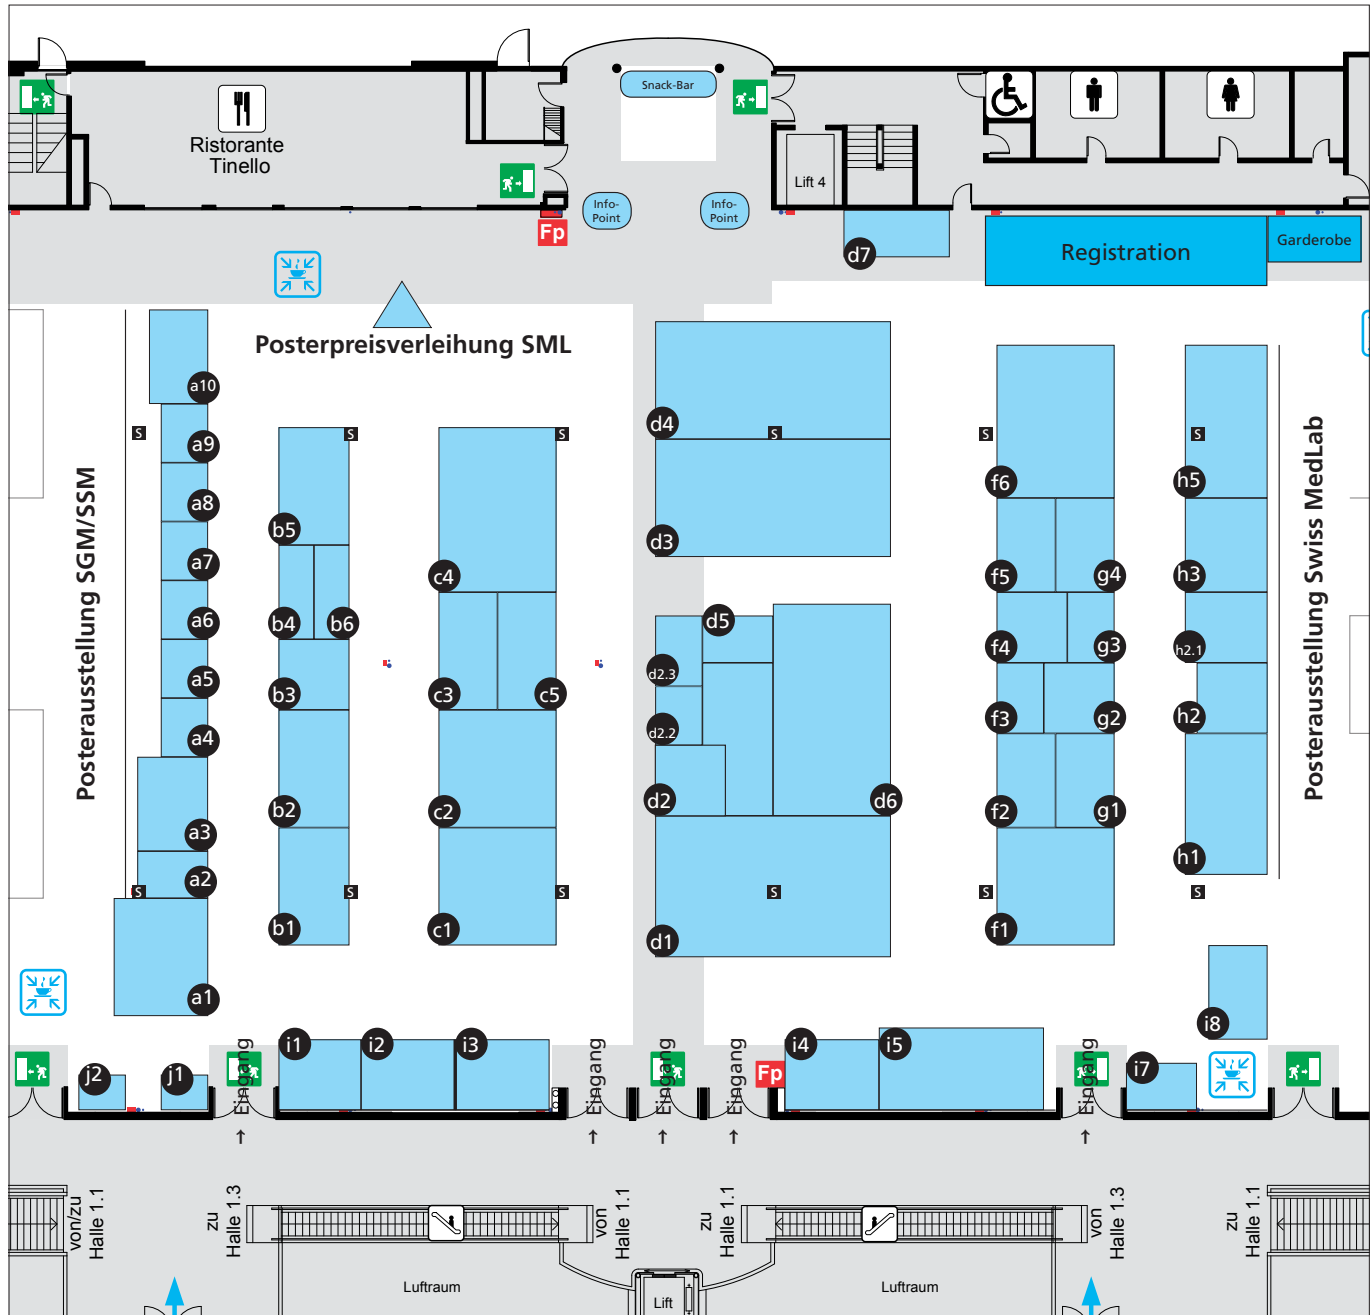 Snack-Bar
Ristorante
Tinello
Lift 4
Info-
Point
Info-
Point
Fp
d7
Registration
Garderobe
Posterpreisverleihung SML
a10
d4
s
s
s
s
s
s
a9
h5
f6
a8
b5
d3
Posterausstellung SGM/SSM
Posterausstellung Swiss MedLab
a7
c4
f5
g4
h3
a6
b4
b6
d5
f4
g3
h2.1
a5
b3
c3
c5
d2.3
a4
d2.2
f3
g2
h2
b2
c2
d2
d6
f2
g1
a3
h1
a2
s
s
s
s
s
s
b1
c1
d1
f1
a1
i8
i1
i2
i3
i4
i5
i7
j2
j1
Fp
→ Eingang
→ Eingang
→ Eingang
→ Eingang
→ Eingang
von/zu
Halle 1.1
zu
Halle 1.3
von
Halle 1.1
zu
Halle 1.1
von
Halle 1.3
zu
Halle 1.1
Luftraum
Lift
Luftraum